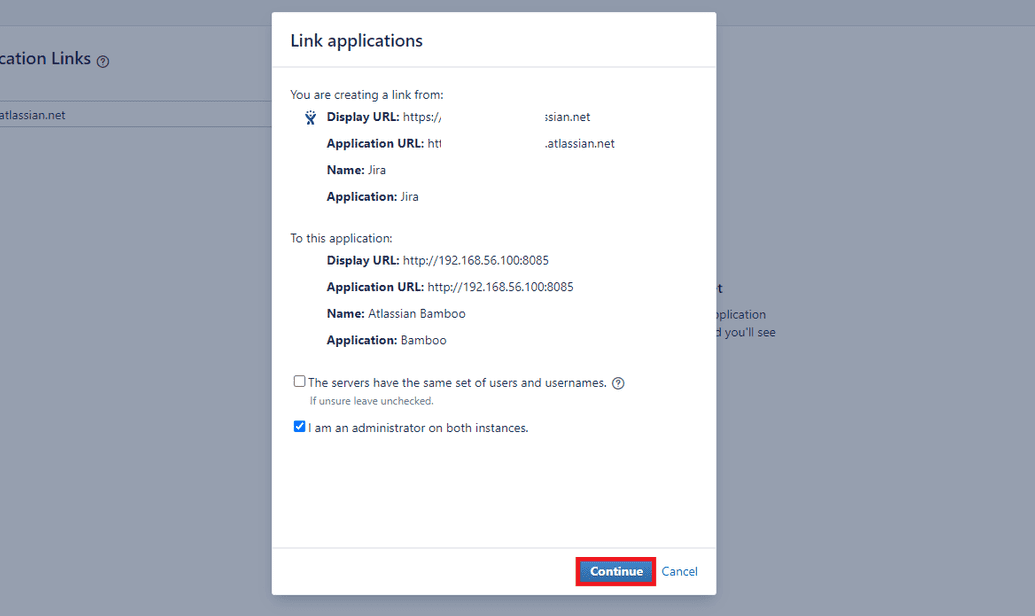 Link applications
cation Links
You are creating a link from:
Display URL: https:/ ssian.net
atlassian.net
Application URL: htt .atlassian.net
Name: Jira
Application: Jira
To this application:
Display URL: http://192.168.56.100:8085
Application URL: http://192.168.56.100:8085
Name: Atlassian Bamboo
plication
d you'll see
Application: Bamboo
The servers have the same set of users and usernames.
If unsure leave unchecked.
I am an administrator on both instances.
Continue Cancel